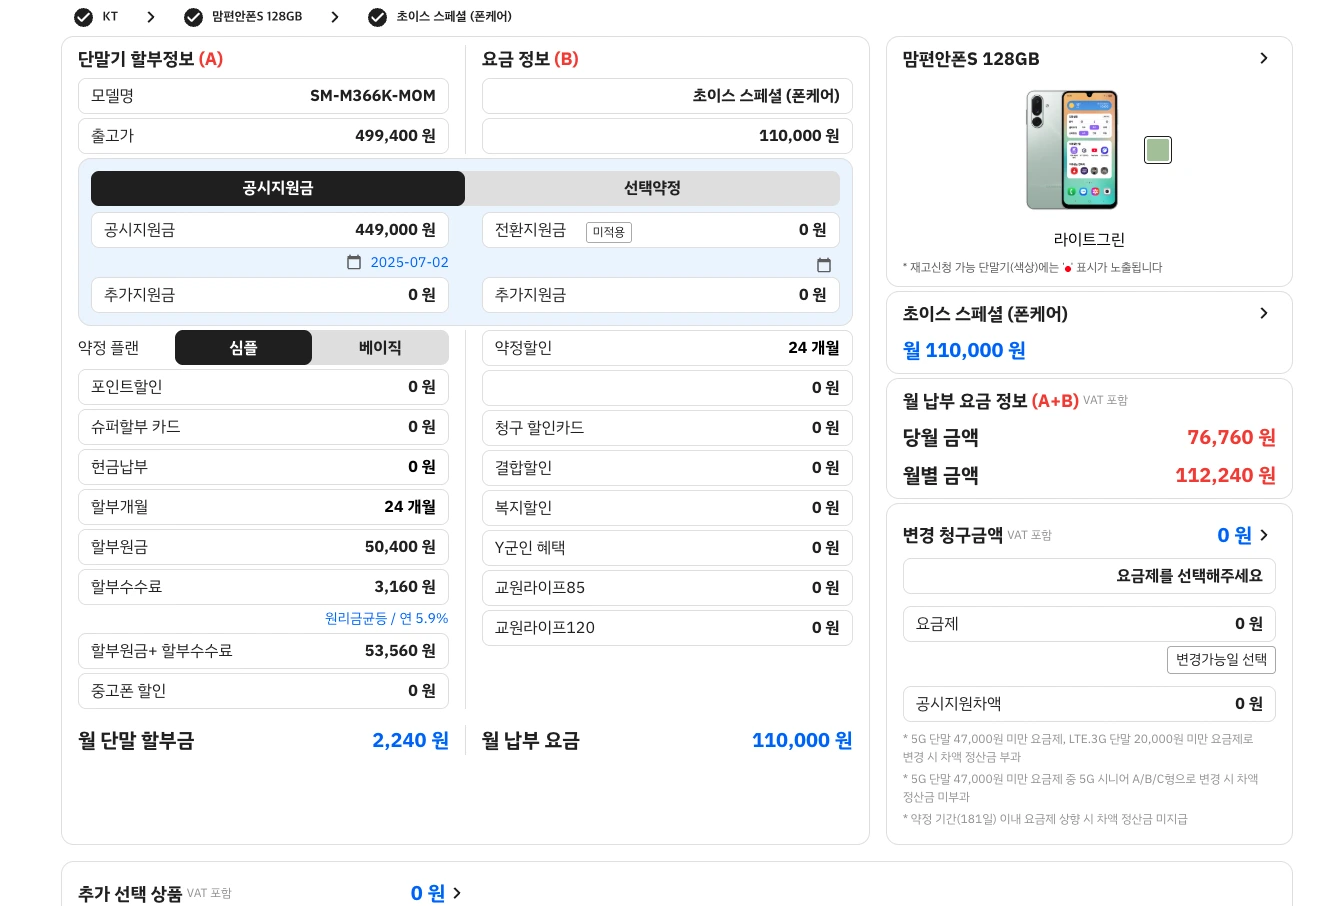 KT
맘편안폰S 128GB
초이스 스페셜 (폰케어)
단말기 할부정보 (A)
모델명 SM-M366K-MOM
출고가 499,400 원
요금 정보 (B)
초이스 스페셜 (폰케어)
110,000 원
공시지원금
선택약정
공시지원금 449,000 원
2025-07-02
추가지원금 0 원
전환지원금 미적용 0 원
추가지원금 0 원
약정 플랜 심플 베이직
포인트할인 0 원
슈퍼할부 카드 0 원
현금납부 0 원
할부개월 24 개월
할부원금 50,400 원
할부수수료 3,160 원
원리금균등 / 연 5.9%
할부원금+ 할부수수료 53,560 원
중고폰 할인 0 원
월 단말 할부금 2,240 원
약정할인 24 개월
0 원
청구 할인카드 0 원
결합할인 0 원
복지할인 0 원
Y군인 혜택 0 원
교원라이프85 0 원
교원라이프120 0 원
월 납부 요금 110,000 원
맘편안폰S 128GB
라이트그린
* 재고신청 가능 단말기(색상)에는 '●' 표시가 노출됩니다
초이스 스페셜 (폰케어)
월 110,000 원
월 납부 요금 정보 (A+B) VAT 포함
당월 금액 76,760 원
월별 금액 112,240 원
변경 청구금액 VAT 포함 0 원
요금제를 선택해주세요
요금제 0 원
변경가능일 선택
공시지원차액 0 원
* 5G 단말 47,000원 미만 요금제, LTE.3G 단말 20,000원 미만 요금제로
변경 시 차액 정산금 부과
* 5G 단말 47,000원 미만 요금제 중 5G 시니어 A/B/C형으로 변경 시 차액
정산금 미부과
* 약정 기간(181일) 이내 요금제 상향 시 차액 정산금 미지급
추가 선택 상품 VAT 포함 0 원